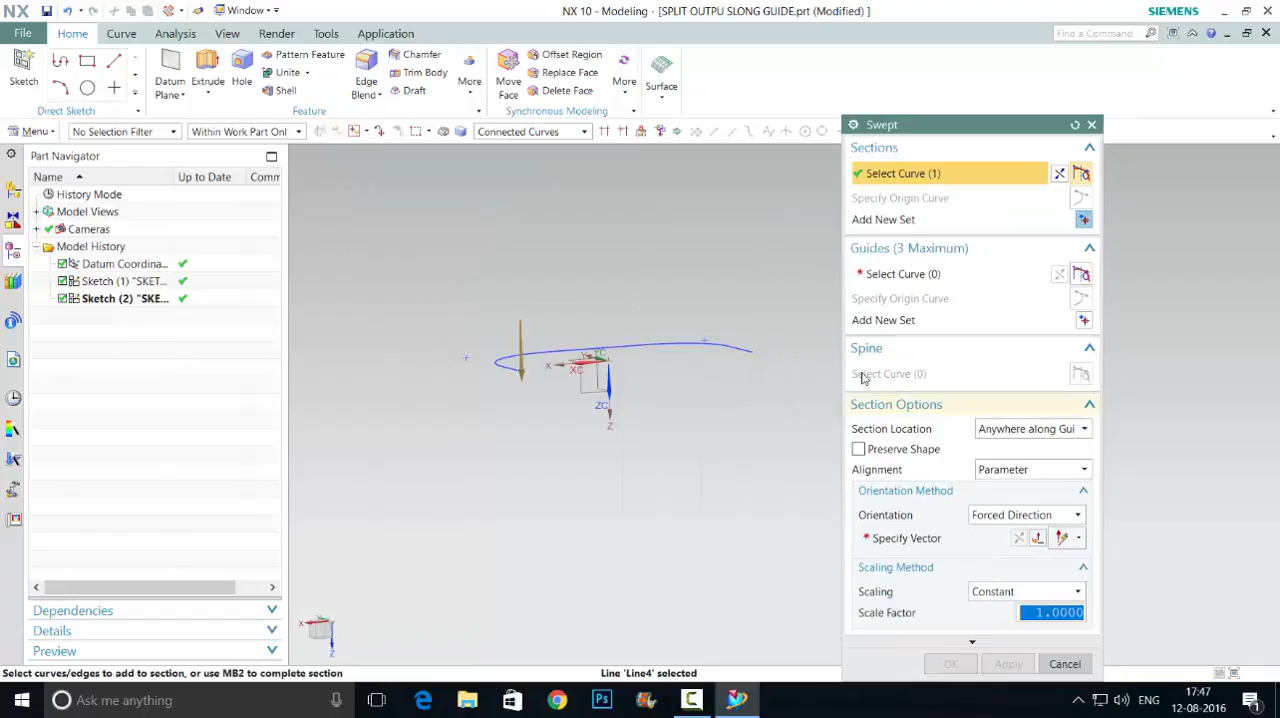 NX
Window
NX 10 - Modeling - [SPLIT OUTPU SLONG GUIDE.prt (Modified) ]
SIEMENS
File
Home
Curve
Analysis
View
Render
Tools
Application
Find a Command
Sketch
Direct Sketch
Datum Plane
Extrude
Hole
Pattern Feature
Unite
Shell
Edge Blend
Chamfer
Trim Body
Draft
More
Feature
Move Face
Offset Region
Replace Face
Delete Face
More
Synchronous Modeling
Surface
Menu
No Selection Filter
Within Work Part Onl
Connected Curves
Part Navigator
Name
Up to Date
Comm
History Mode
Model Views
Cameras
Model History
Datum Coordina...
Sketch (1) "SKET...
Sketch (2) "SKE...
Dependencies
Details
Preview
X
XC
YC
ZC
Z
X
Z
Swept
Sections
Select Curve (1)
Specify Origin Curve
Add New Set
Guides (3 Maximum)
* Select Curve (0)
Specify Origin Curve
Add New Set
Spine
Select Curve (0)
Section Options
Section Location
Anywhere along Gui
Preserve Shape
Alignment
Parameter
Orientation Method
Orientation
Forced Direction
* Specify Vector
Scaling Method
Scaling
Constant
Scale Factor
1.0000
OK
Apply
Cancel
Select curves/edges to add to section, or use MB2 to complete section
Line 'Line4' selected
Ask me anything
Ps
ENG
17:47
12-08-2016